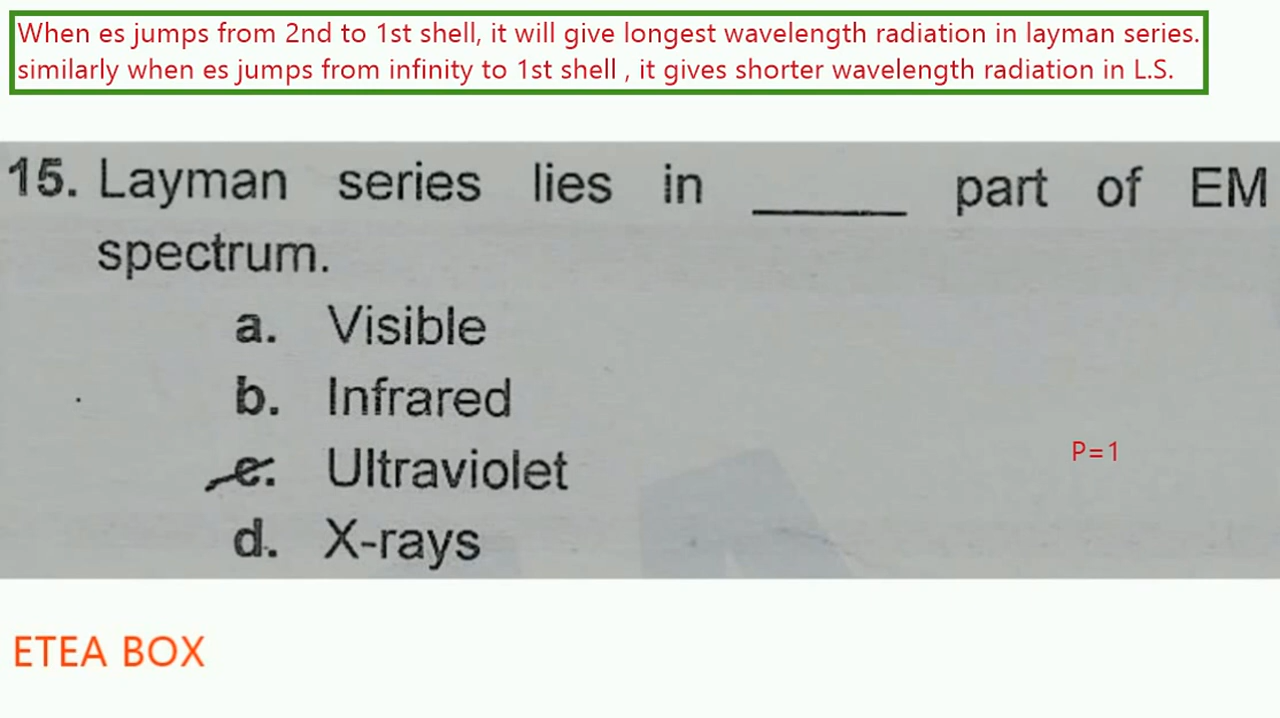 When es jumps from 2nd to 1st shell, it will give longest wavelength radiation in layman series.
similarly when es jumps from infinity to 1st shell , it gives shorter wavelength radiation in L.S.
15. Layman series lies in _____ part of EM
spectrum.
a. Visible
b. Infrared
c. Ultraviolet
d. X-rays
P=1
ETEA BOX